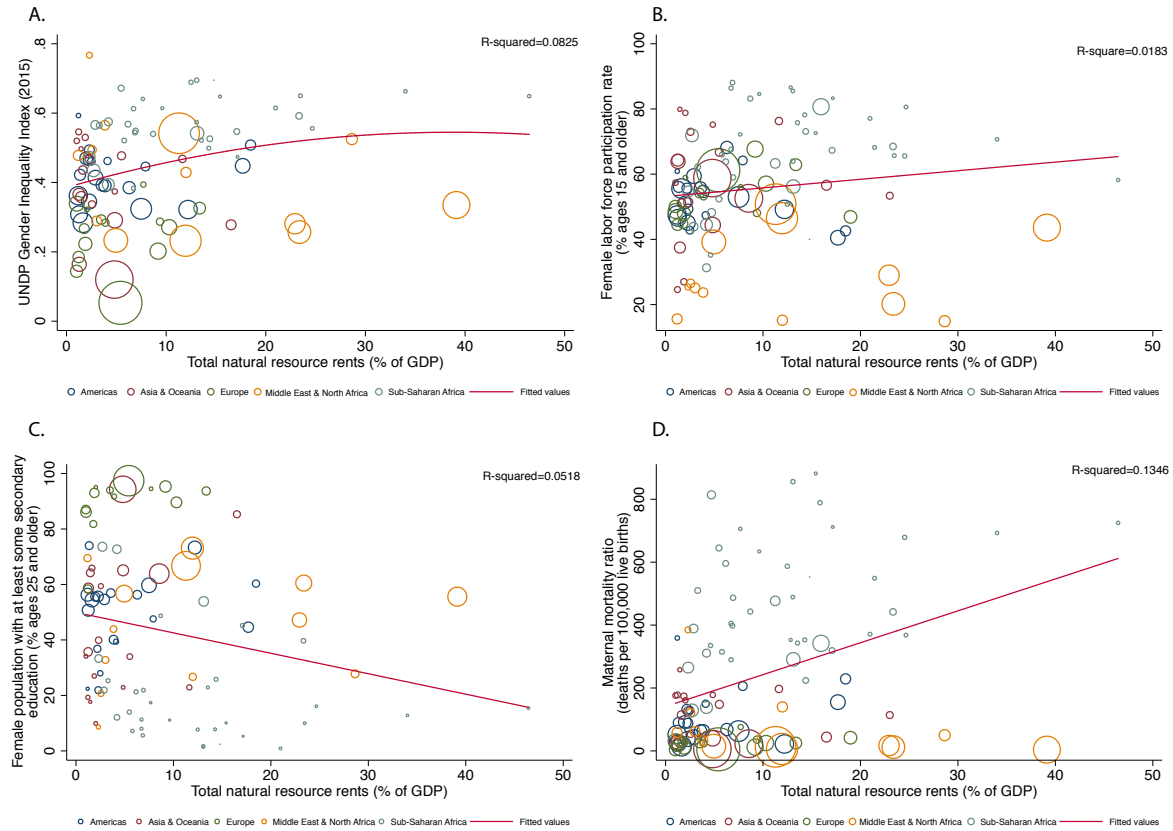 A.
R-squared=0.0825
UNDP Gender Inequality Index (2015)
.8
.6
.4
.2
0
0 10 20 30 40 50
Total natural resource rents (% of GDP)
Americas Asia & Oceania Europe Middle East & North Africa Sub-Saharan Africa Fitted values
B.
R-square=0.0183
Female labor force participation rate
(% ages 15 and older)
100
80
60
40
20
0 10 20 30 40 50
Total natural resource rents (% of GDP)
Americas Asia & Oceania Europe Middle East & North Africa Sub-Saharan Africa Fitted values
C.
R-squared=0.0518
Female population with at least some secondary
education (% ages 25 and older)
100
80
60
40
20
0
0 10 20 30 40 50
Total natural resource rents (% of GDP)
Americas Asia & Oceania Europe Middle East & North Africa Sub-Saharan Africa Fitted values
D.
R-squared=0.1346
Maternal mortality ratio
(deaths per 100,000 live births)
800
600
400
200
0
0 10 20 30 40 50
Total natural resource rents (% of GDP)
Americas Asia & Oceania Europe Middle East & North Africa Sub-Saharan Africa Fitted values